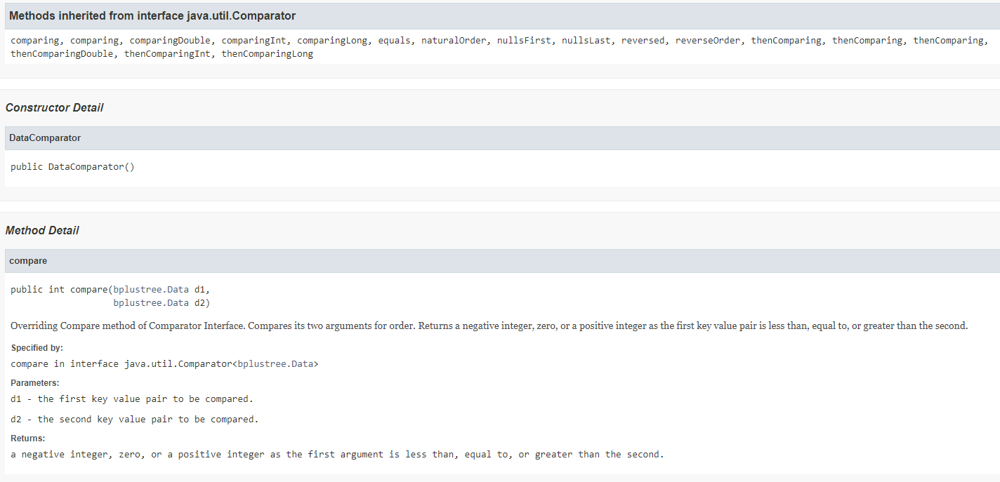 Methods inherited from interface java.util.Comparator
comparing, comparing, comparingDouble, comparingInt, comparingLong, equals, naturalOrder, nullsFirst, nullsLast, reversed, reverseOrder, thenComparing, thenComparing, thenComparing,
thenComparingDouble, thenComparingInt, thenComparingLong
Constructor Detail
DataComparator
public DataComparator()
Method Detail
compare
public int compare(bplustree.Data d1,
bplustree.Data d2)
Overriding Compare method of Comparator Interface. Compares its two arguments for order. Returns a negative integer, zero, or a positive integer as the first key value pair is less than, equal to, or greater than the second.
Specified by:
compare in interface java.util.Comparator<bplustree.Data>
Parameters:
d1 - the first key value pair to be compared.
d2 - the second key value pair to be compared.
Returns:
a negative integer, zero, or a positive integer as the first argument is less than, equal to, or greater than the second.